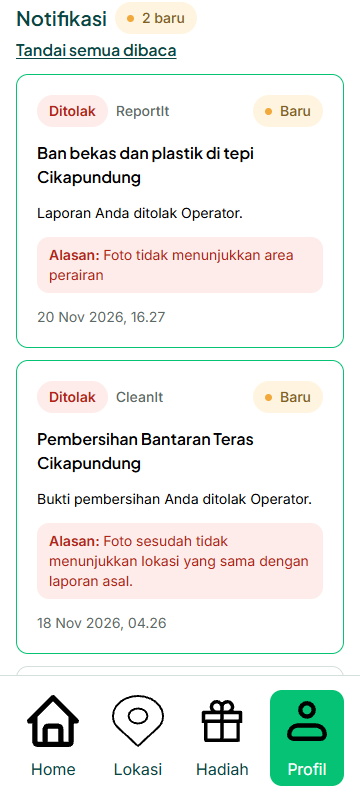 Notifikasi 2 baru
Tandai semua dibaca
Ditolak ReportIt Baru
Ban bekas dan plastik di tepi
Cikapundung
Laporan Anda ditolak Operator.
Alasan: Foto tidak menunjukkan area
perairan
20 Nov 2026, 16.27
Ditolak CleanIt Baru
Pembersihan Bantaran Teras
Cikapundung
Bukti pembersihan Anda ditolak Operator.
Alasan: Foto sesudah tidak
menunjukkan lokasi yang sama dengan
laporan asal.
18 Nov 2026, 04.26
Home Lokasi Hadiah Profil